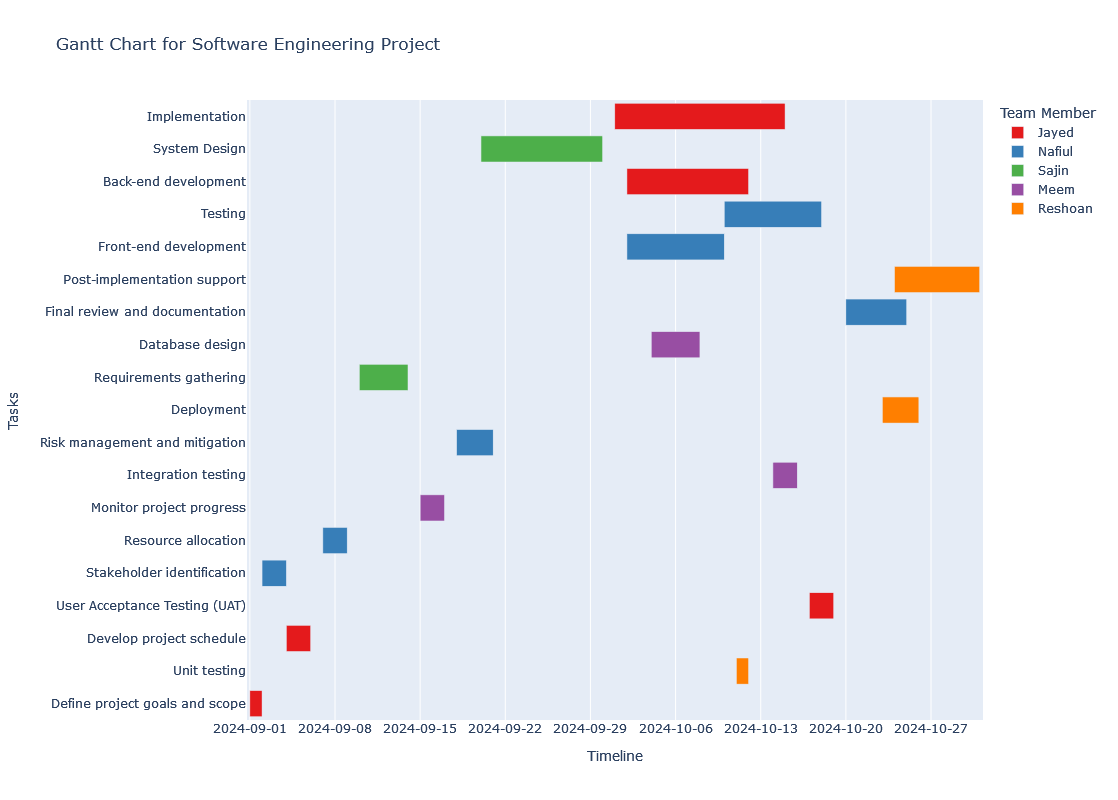 Gantt Chart for Software Engineering Project
Team Member
Jayed
Nafiul
Sajin
Meem
Reshoan
Tasks
Implementation
System Design
Back-end development
Testing
Front-end development
Post-implementation support
Final review and documentation
Database design
Requirements gathering
Deployment
Risk management and mitigation
Integration testing
Monitor project progress
Resource allocation
Stakeholder identification
User Acceptance Testing (UAT)
Develop project schedule
Unit testing
Define project goals and scope
2024-09-01 2024-09-08 2024-09-15 2024-09-22 2024-09-29 2024-10-06 2024-10-13 2024-10-20 2024-10-27
Timeline